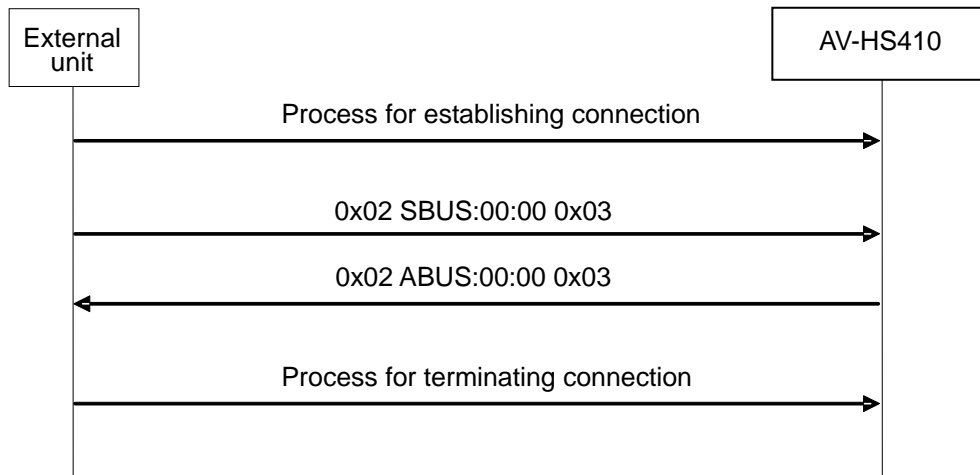 External
unit
AV-HS410
Process for establishing connection
0x02 SBUS:00:00 0x03
0x02 ABUS:00:00 0x03
Process for terminating connection